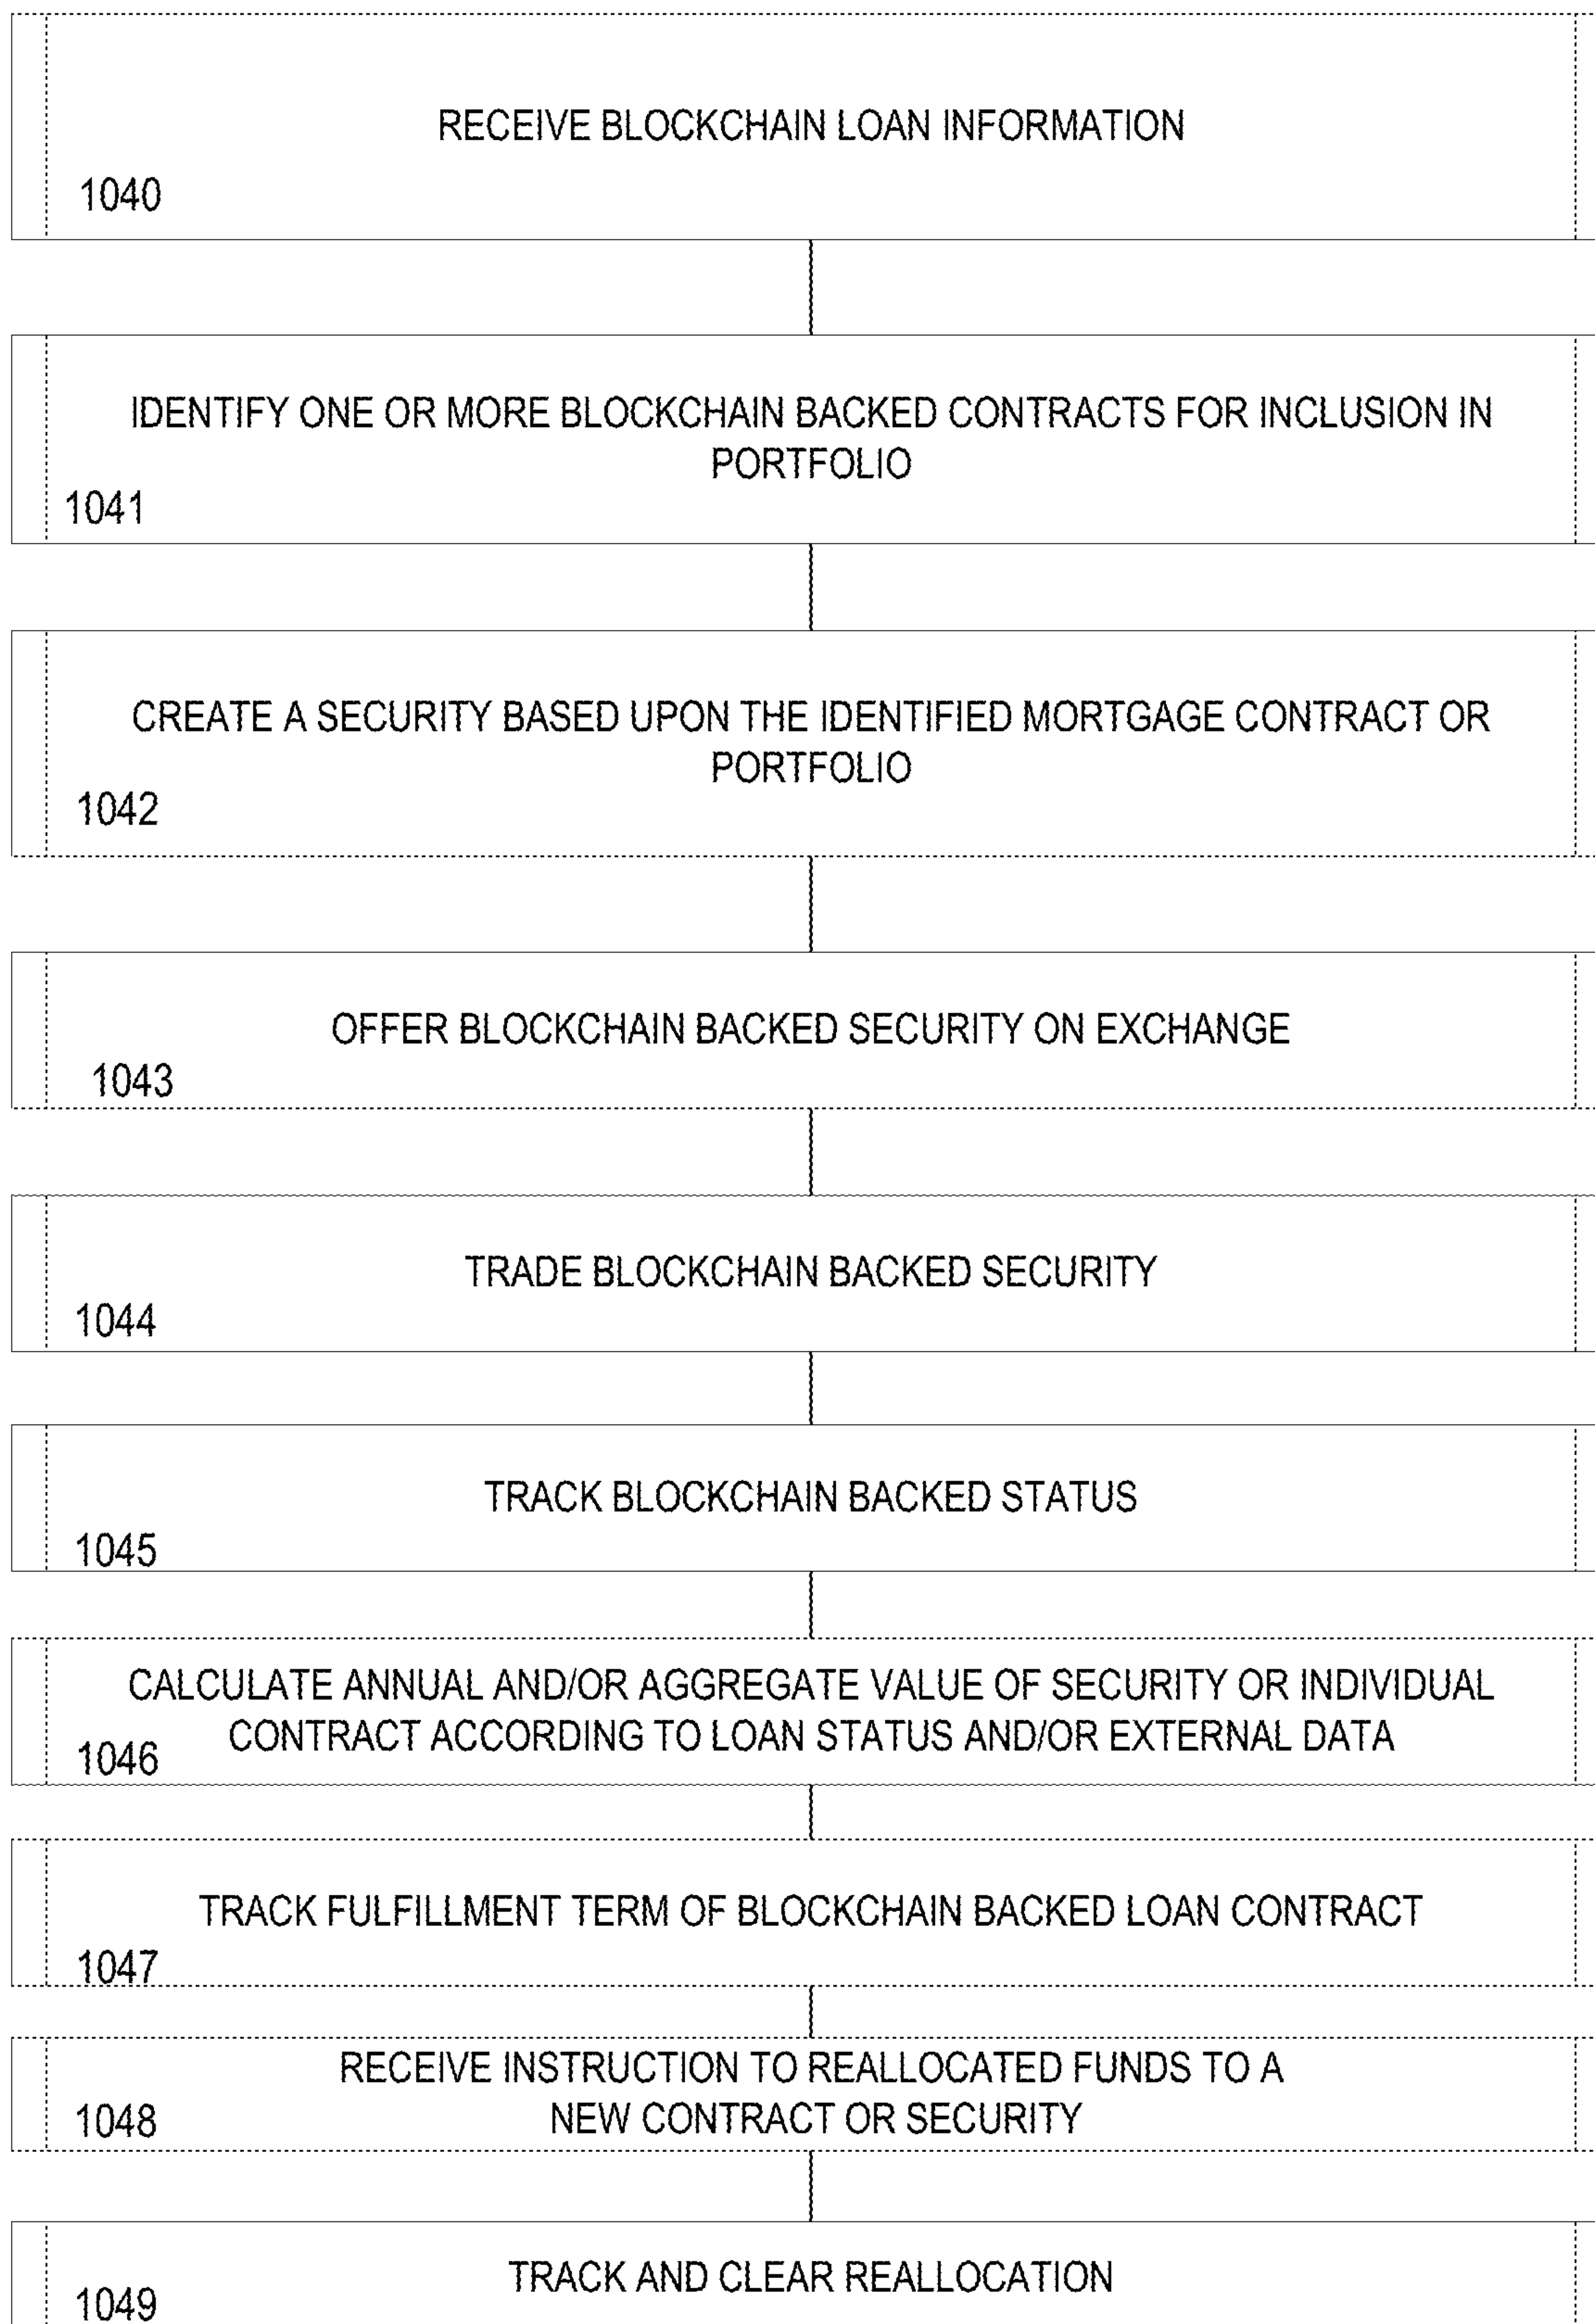 RECEIVE BLOCKCHAIN LOAN INFORMATION
1040
IDENTIFY ONE OR MORE BLOCKCHAIN BACKED CONTRACTS FOR INCLUSION IN
PORTFOLIO
1041
CREATE A SECURITY BASED UPON THE IDENTIFIED MORTGAGE CONTRACT OR
PORTFOLIO
1042
OFFER BLOCKCHAIN BACKED SECURITY ON EXCHANGE
1043
TRADE BLOCKCHAIN BACKED SECURITY
1044
TRACK BLOCKCHAIN BACKED STATUS
1045
CALCULATE ANNUAL AND/OR AGGREGATE VALUE OF SECURITY OR INDIVIDUAL
CONTRACT ACCORDING TO LOAN STATUS AND/OR EXTERNAL DATA
1046
TRACK FULFILLMENT TERM OF BLOCKCHAIN BACKED LOAN CONTRACT
1047
RECEIVE INSTRUCTION TO REALLOCATED FUNDS TO A
NEW CONTRACT OR SECURITY
1048
TRACK AND CLEAR REALLOCATION
1049